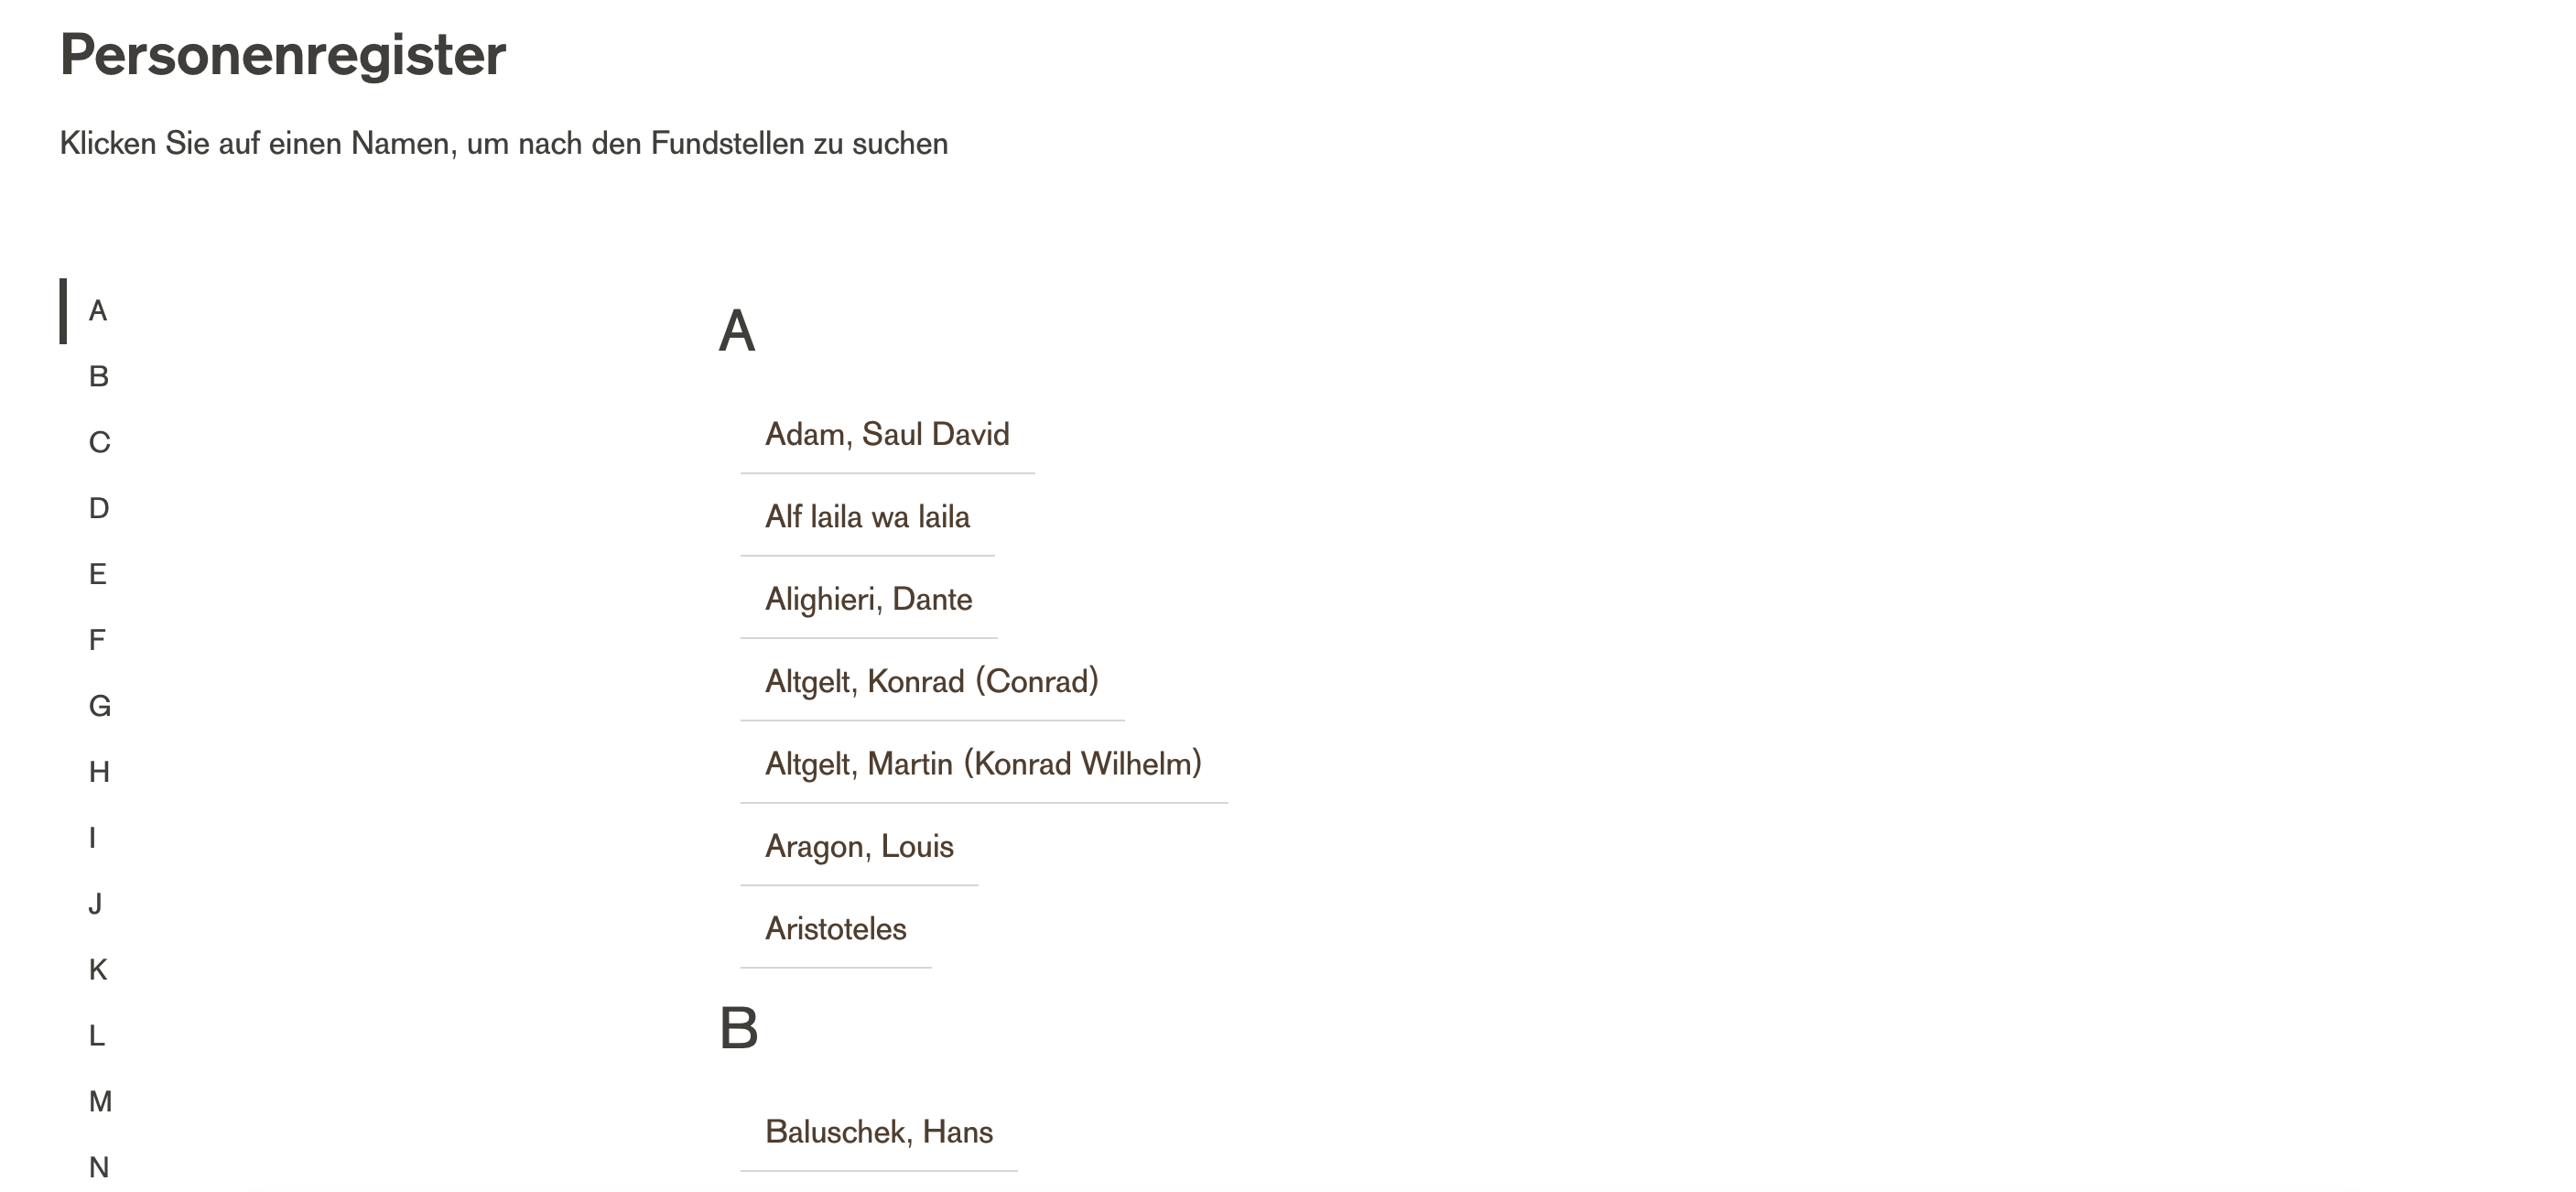 Personenregister
Klicken Sie auf einen Namen, um nach den Fundstellen zu suchen
A
B
C
D
E
F
G
H
I
J
K
L
M
N
A
Adam, Saul David
Alf laila wa laila
Alighieri, Dante
Altgelt, Konrad (Conrad)
Altgelt, Martin (Konrad Wilhelm)
Aragon, Louis
Aristoteles
B
Baluschek, Hans